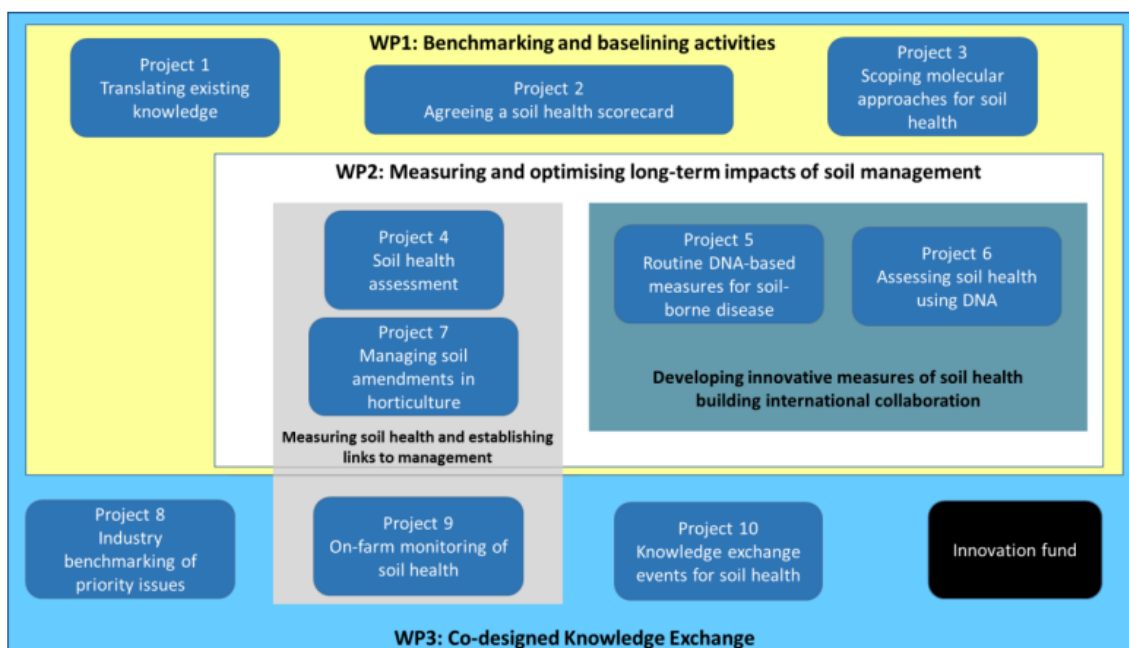 WP1: Benchmarking and baselining activities
Project 1
Translating existing
knowledge
Project 2
Agreeing a soil health scorecard
Project 3
Scoping molecular
approaches for soil
health
WP2: Measuring and optimising long-term impacts of soil management
Project 4
Soil health
assessment
Project 5
Routine DNA-based
measures for soil-
borne disease
Project 6
Assessing soil health
using DNA
Project 7
Managing soil
amendments in
horticulture
Developing innovative measures of soil health
building international collaboration
Measuring soil health and establishing
links to management
Project 8
Industry
benchmarking of
priority issues
Project 9
On-farm monitoring of
soil health
Project 10
Knowledge exchange
events for soil health
Innovation fund
WP3: Co-designed Knowledge Exchange